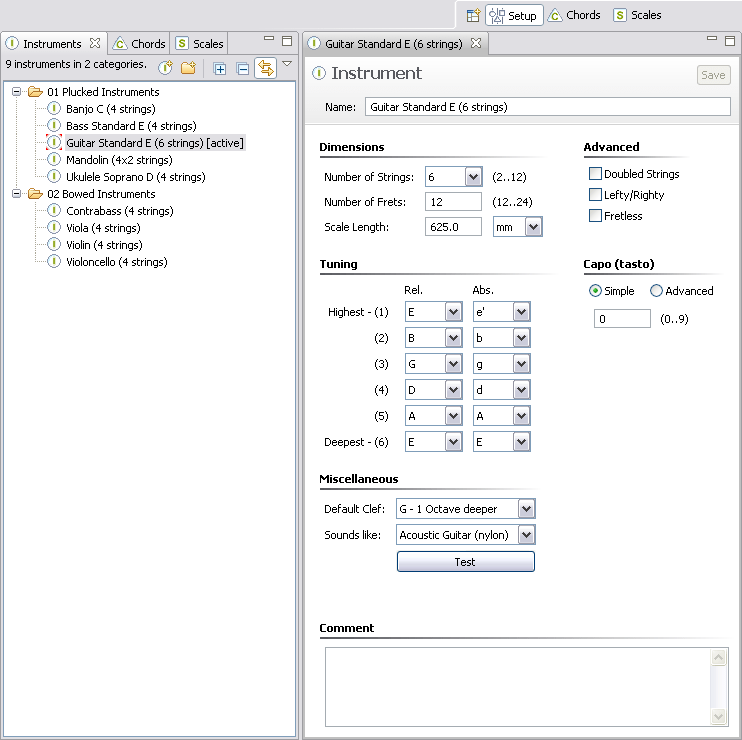 Setup Chords Scales
Instruments Chords Scales
9 instruments in 2 categories.
01 Plucked Instruments
Banjo C (4 strings)
Bass Standard E (4 strings)
Guitar Standard E (6 strings) [active]
Mandolin (4x2 strings)
Ukulele Soprano D (4 strings)
02 Bowed Instruments
Contrabass (4 strings)
Viola (4 strings)
Violin (4 strings)
Violoncello (4 strings)
Guitar Standard E (6 strings)
Instrument Save
Name: Guitar Standard E (6 strings)
Dimensions
Number of Strings: 6 (2..12)
Number of Frets: 12 (12..24)
Scale Length: 625.0 mm
Advanced
Doubled Strings
Lefty/Righty
Fretless
Tuning
Rel. Abs.
Highest - (1) E e'
(2) B b
(3) G g
(4) D d
(5) A A
Deepest - (6) E E
Capo (tasto)
Simple Advanced
0 (0..9)
Miscellaneous
Default Clef: G - 1 Octave deeper
Sounds like: Acoustic Guitar (nylon)
Test
Comment